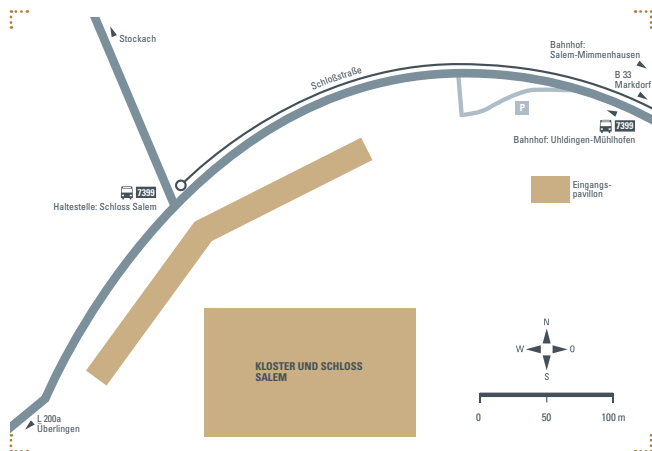 Stockach
Schloßstraße
Bahnhof:
Salem-Mimmenhausen
B 33
Markdorf
P
7399
Bahnhof: Uhldingen-Mühlhofen
7399
Haltestelle: Schloss Salem
Eingangs-
pavillon
KLOSTER UND SCHLOSS
SALEM
N
W O
S
0 50 100 m
L 200a
Überlingen